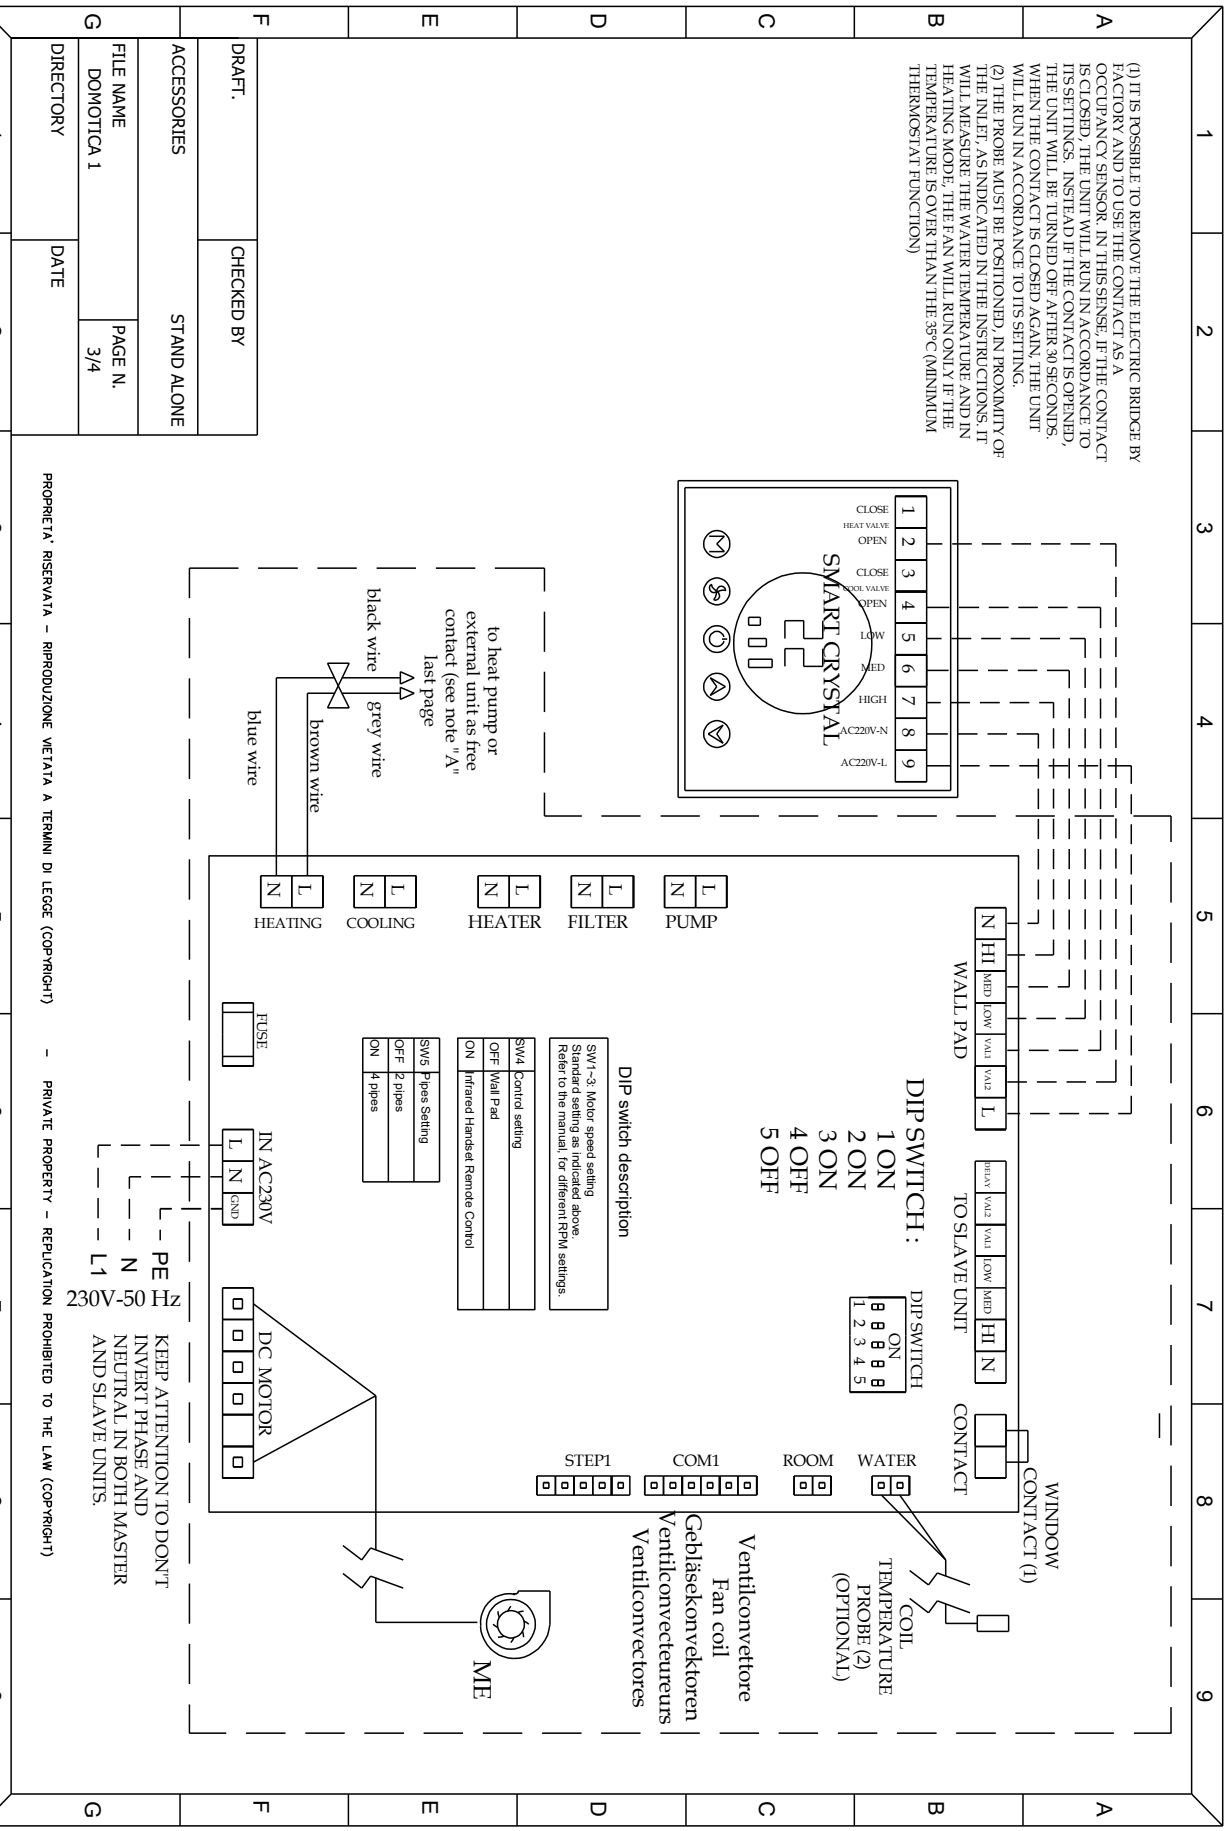 A
B
C
D
E
F
G
1
2
3
4
5
6
7
8
9
(1) IT IS POSSIBLE TO REMOVE THE ELECTRIC BRIDGE BY
FACTORY AND TO USE THE CONTACT AS A
OCCUPANCY SENSOR. IN THIS SENSE, IF THE CONTACT
IS CLOSED, THE UNIT WILL RUN IN ACCORDANCE TO
ITS SETTINGS. INSTEAD IF THE CONTACT IS OPENED,
THE UNIT WILL BE TURNED OFF AFTER 30 SECONDS.
WHEN THE CONTACT IS CLOSED AGAIN, THE UNIT
WILL RUN IN ACCORDANCE TO ITS SETTING.
(2) THE PROBE MUST BE POSITIONED, IN PROXIMITY OF
THE INLET, AS INDICATED IN THE INSTRUCTIONS. IT
WILL MEASURE THE WATER TEMPERATURE AND IN
HEATING MODE, THE FAN WILL RUN ONLY IF THE
TEMPERATURE IS OVER THAN THE 35°C (MINIMUM
THERMOSTAT FUNCTION)
1 2 3 4 5 6 7 8 9
CLOSE
HEAT VALVE
OPEN
CLOSE
COOL VALVE
OPEN
LOW
MED
HIGH
AC220V-N
AC220V-L
SMART CRYSTAL
M
N HI MED LOW VAL1 VAL2 L
WALL PAD
DELAY VAL2 VAL1 LOW MED HI N
TO SLAVE UNIT
CONTACT
WINDOW
CONTACT (1)
DIP SWITCH :
1 ON
2 ON
3 ON
4 OFF
5 OFF
DIP SWITCH
ON
1 2 3 4 5
WATER
ROOM
COM1
STEP1
COIL
TEMPERATURE
PROBE (2)
(OPTIONAL)
Ventilconvettore
Fan coil
Gebläsekonvektoren
Ventilconvecteureurs
Ventilconvectores
ME
L
N
PUMP
L
N
FILTER
L
N
HEATER
L
N
COOLING
L
N
HEATING
DIP switch description
SW1~3: Motor speed setting
Standard setting as indicated above.
Refer to the manual, for different RPM settings.
SW4 Control setting
OFF Wall Pad
ON Infrared Handset Remote Control
SW5 Pipes Setting
OFF 2 pipes
ON 4 pipes
to heat pump or
external unit as free
contact (see note "A"
last page
black wire
grey wire
brown wire
blue wire
FUSE
IN AC230V
L N GND
DC MOTOR
PE
N
L1
230V-50 Hz
KEEP ATTENTION TO DON'T
INVERT PHASE AND
NEUTRAL IN BOTH MASTER
AND SLAVE UNITS.
DRAFT.
CHECKED BY
ACCESSORIES
STAND ALONE
FILE NAME
DOMOTICA 1
PAGE N.
3/4
DIRECTORY
DATE
PROPRIETA' RISERVATA - RIPRODUZIONE VIETATA A TERMINI DI LEGGE (COPYRIGHT) - PRIVATE PROPERTY - REPLICATION PROHIBITED TO THE LAW (COPYRIGHT)
A
B
C
D
E
F
G